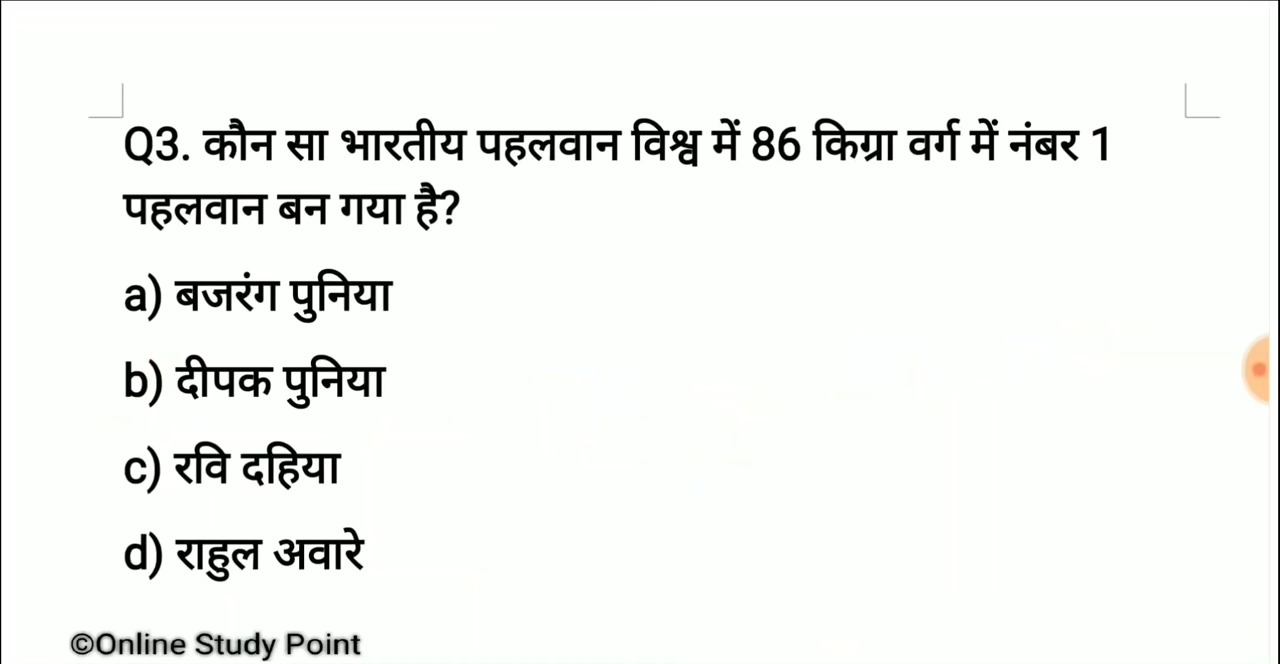 Q3. कौन सा भारतीय पहलवान विश्व में 86 किग्रा वर्ग में नंबर 1
पहलवान बन गया है?
a) बजरंग पुनिया
b) दीपक पुनिया
c) रवि दहिया
d) राहुल अवारे
©Online Study Point